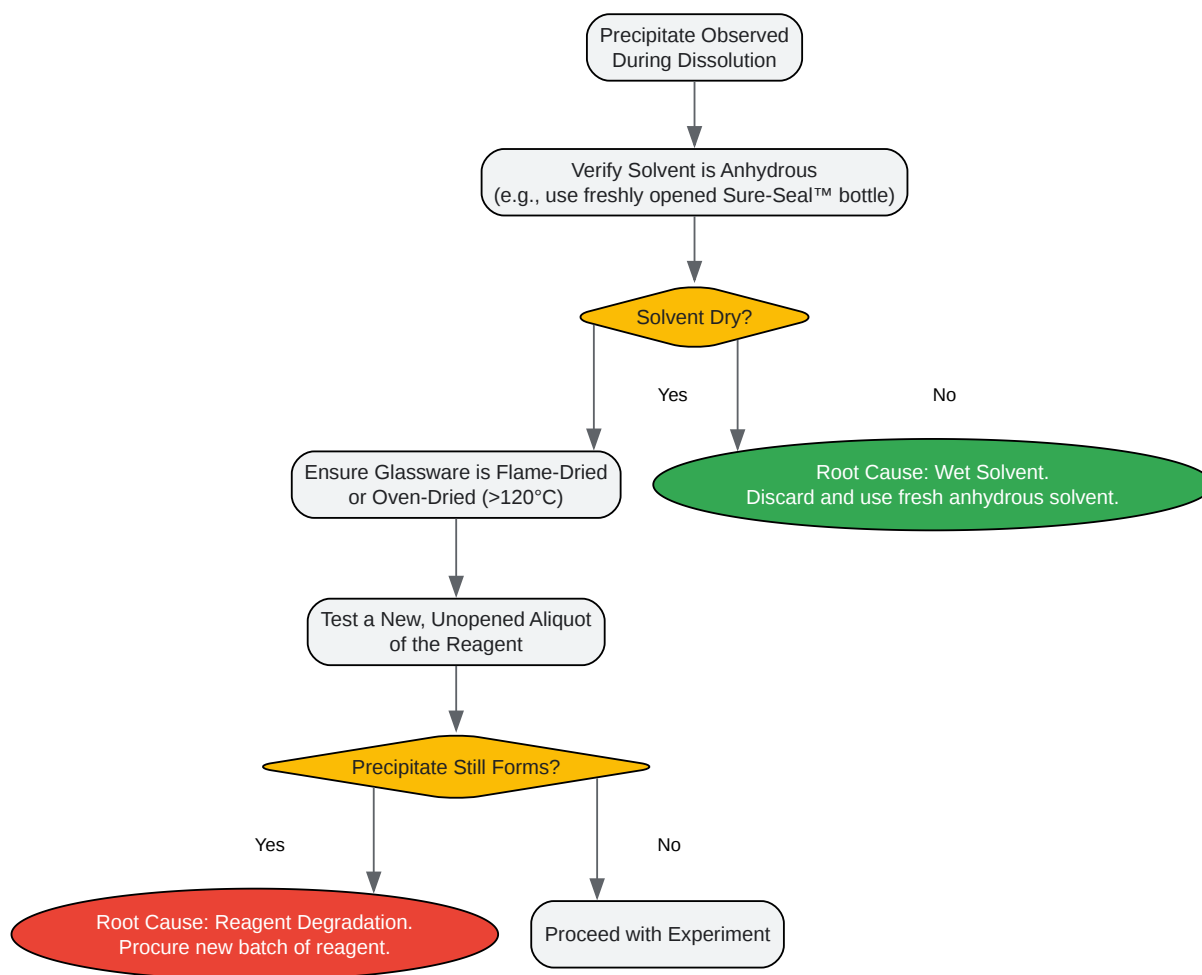 Precipitate Observed
During Dissolution
Verify Solvent is Anhydrous
(e.g., use freshly opened Sure-Seal™ bottle)
Solvent Dry?
Yes
No
Ensure Glassware is Flame-Dried
or Oven-Dried (>120°C)
Root Cause: Wet Solvent.
Discard and use fresh anhydrous solvent.
Test a New, Unopened Aliquot
of the Reagent
Precipitate Still Forms?
Yes
No
Root Cause: Reagent Degradation.
Procure new batch of reagent.
Proceed with Experiment